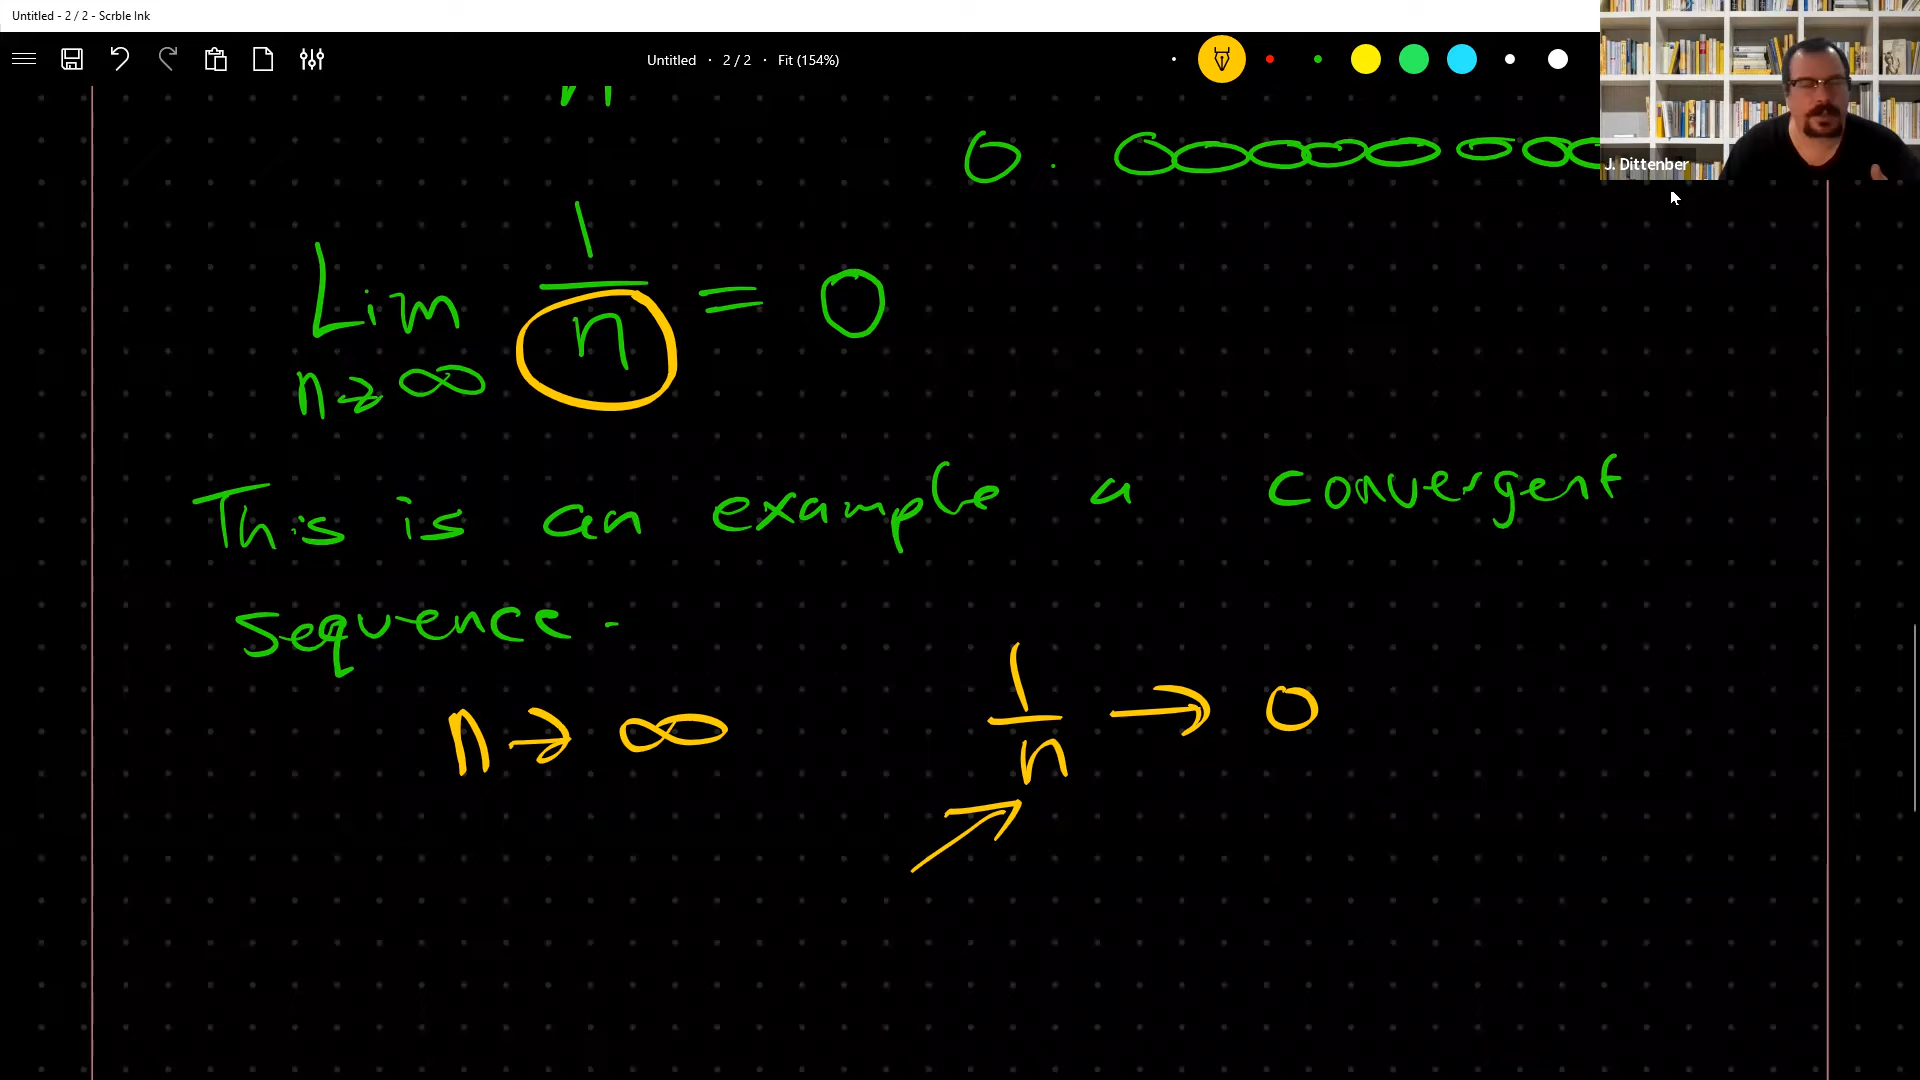 Untitled - 2 / 2 - Scrble Ink
Untitled · 2 / 2 · Fit (154%)
J. Dittenber
0. 00000000
Lim 1/n = 0
n→∞
This is an example a convergent
sequence.
n → ∞ 1/n → 0